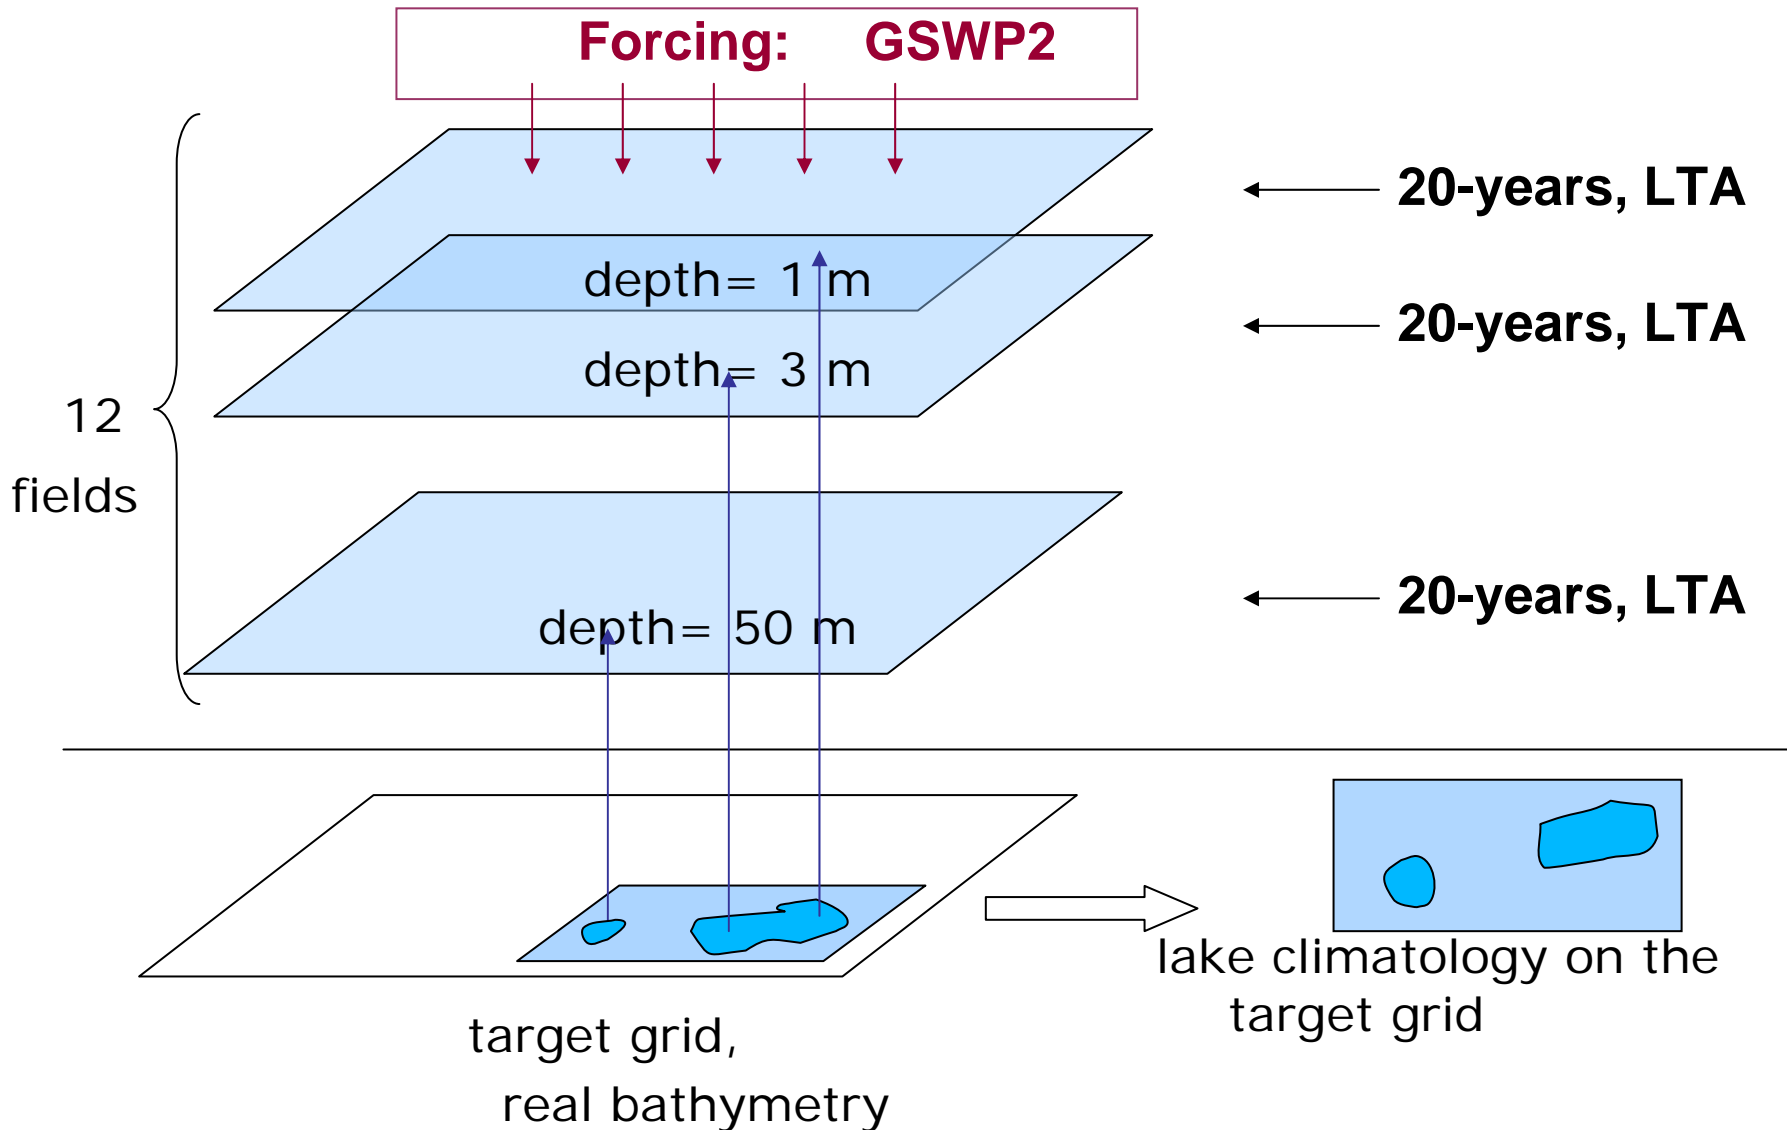 Forcing: GSWP2
20-years, LTA
depth= 1 m
20-years, LTA
depth= 3 m
12
fields
20-years, LTA
depth= 50 m
lake climatology on the
target grid
target grid,
real bathymetry